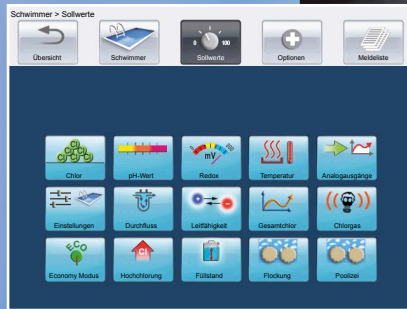 Schwimmer > Sollwerte
0 100
Übersicht Schwimmer Sollwerte Optionen Meldeliste
mV
Chlor pH-Wert Redox Temperatur Analogausgänge
Einstellungen Durchfluss Leitfähigkeit Gesamtchlor Chlorgas
ECO
Cl
Economy Modus Hochchlorung Füllstand Flockung Poolizei